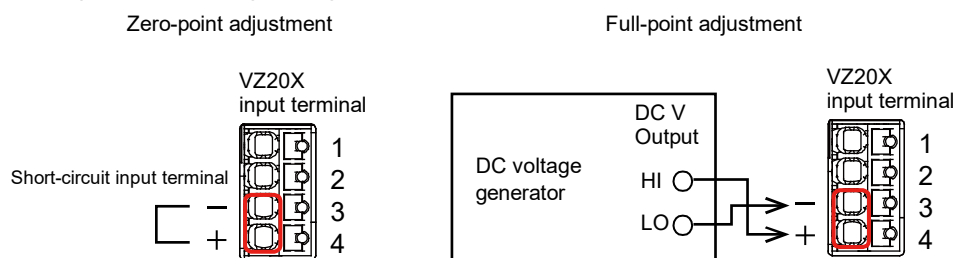 Zero-point adjustment
Full-point adjustment
VZ20X
input terminal
1
2
Short-circuit input terminal
− 3
+ 4
DC V
Output
DC voltage
generator
HI
LO
VZ20X
input terminal
1
2
− 3
+ 4